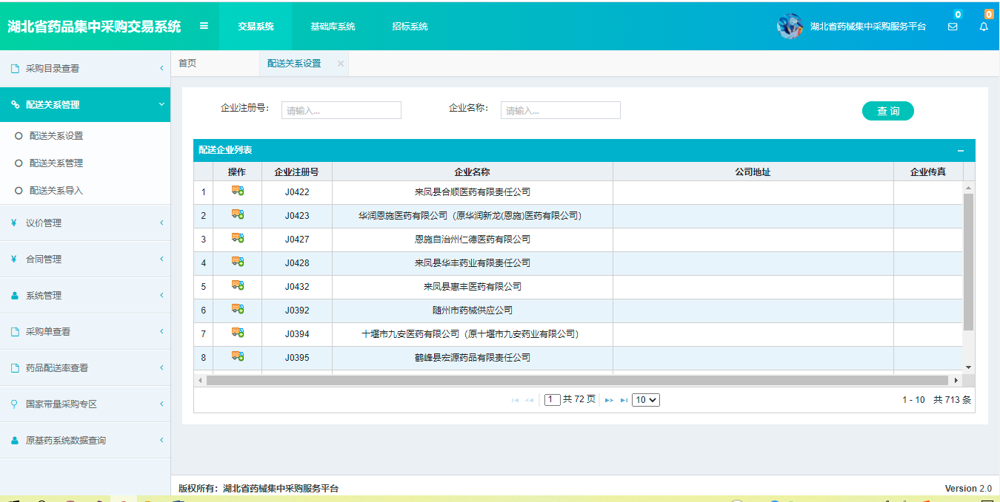 湖北省药品集中采购交易系统
交易系统
基础库系统
招标系统
湖北省药械集中采购服务平台
0
0
采购目录查看
配送关系管理
配送关系设置
配送关系管理
配送关系导入
¥ 议价管理
¥ 合同管理
系统管理
采购单查看
药品配送率查看
国家带量采购专区
原基药系统数据查询
首页
配送关系设置 ×
企业注册号： 请输入... 企业名称： 请输入... 查 询
配送企业列表
操作 企业注册号 企业名称 公司地址 企业传真
1 J0422 来凤县合顺医药有限责任公司
2 J0423 华润恩施医药有限公司（原华润新龙(恩施)医药有限公司）
3 J0427 恩施自治州仁德医药有限公司
4 J0428 来凤县华丰药业有限责任公司
5 J0432 来凤县惠丰医药有限公司
6 J0392 随州市药械供应公司
7 J0394 十堰市九安医药有限公司（原十堰市九安药业有限公司）
8 J0395 鹤峰县宏源药品有限责任公司
1 共 72 页 10 1 - 10 共 713 条
版权所有：湖北省药械集中采购服务平台 Version 2.0